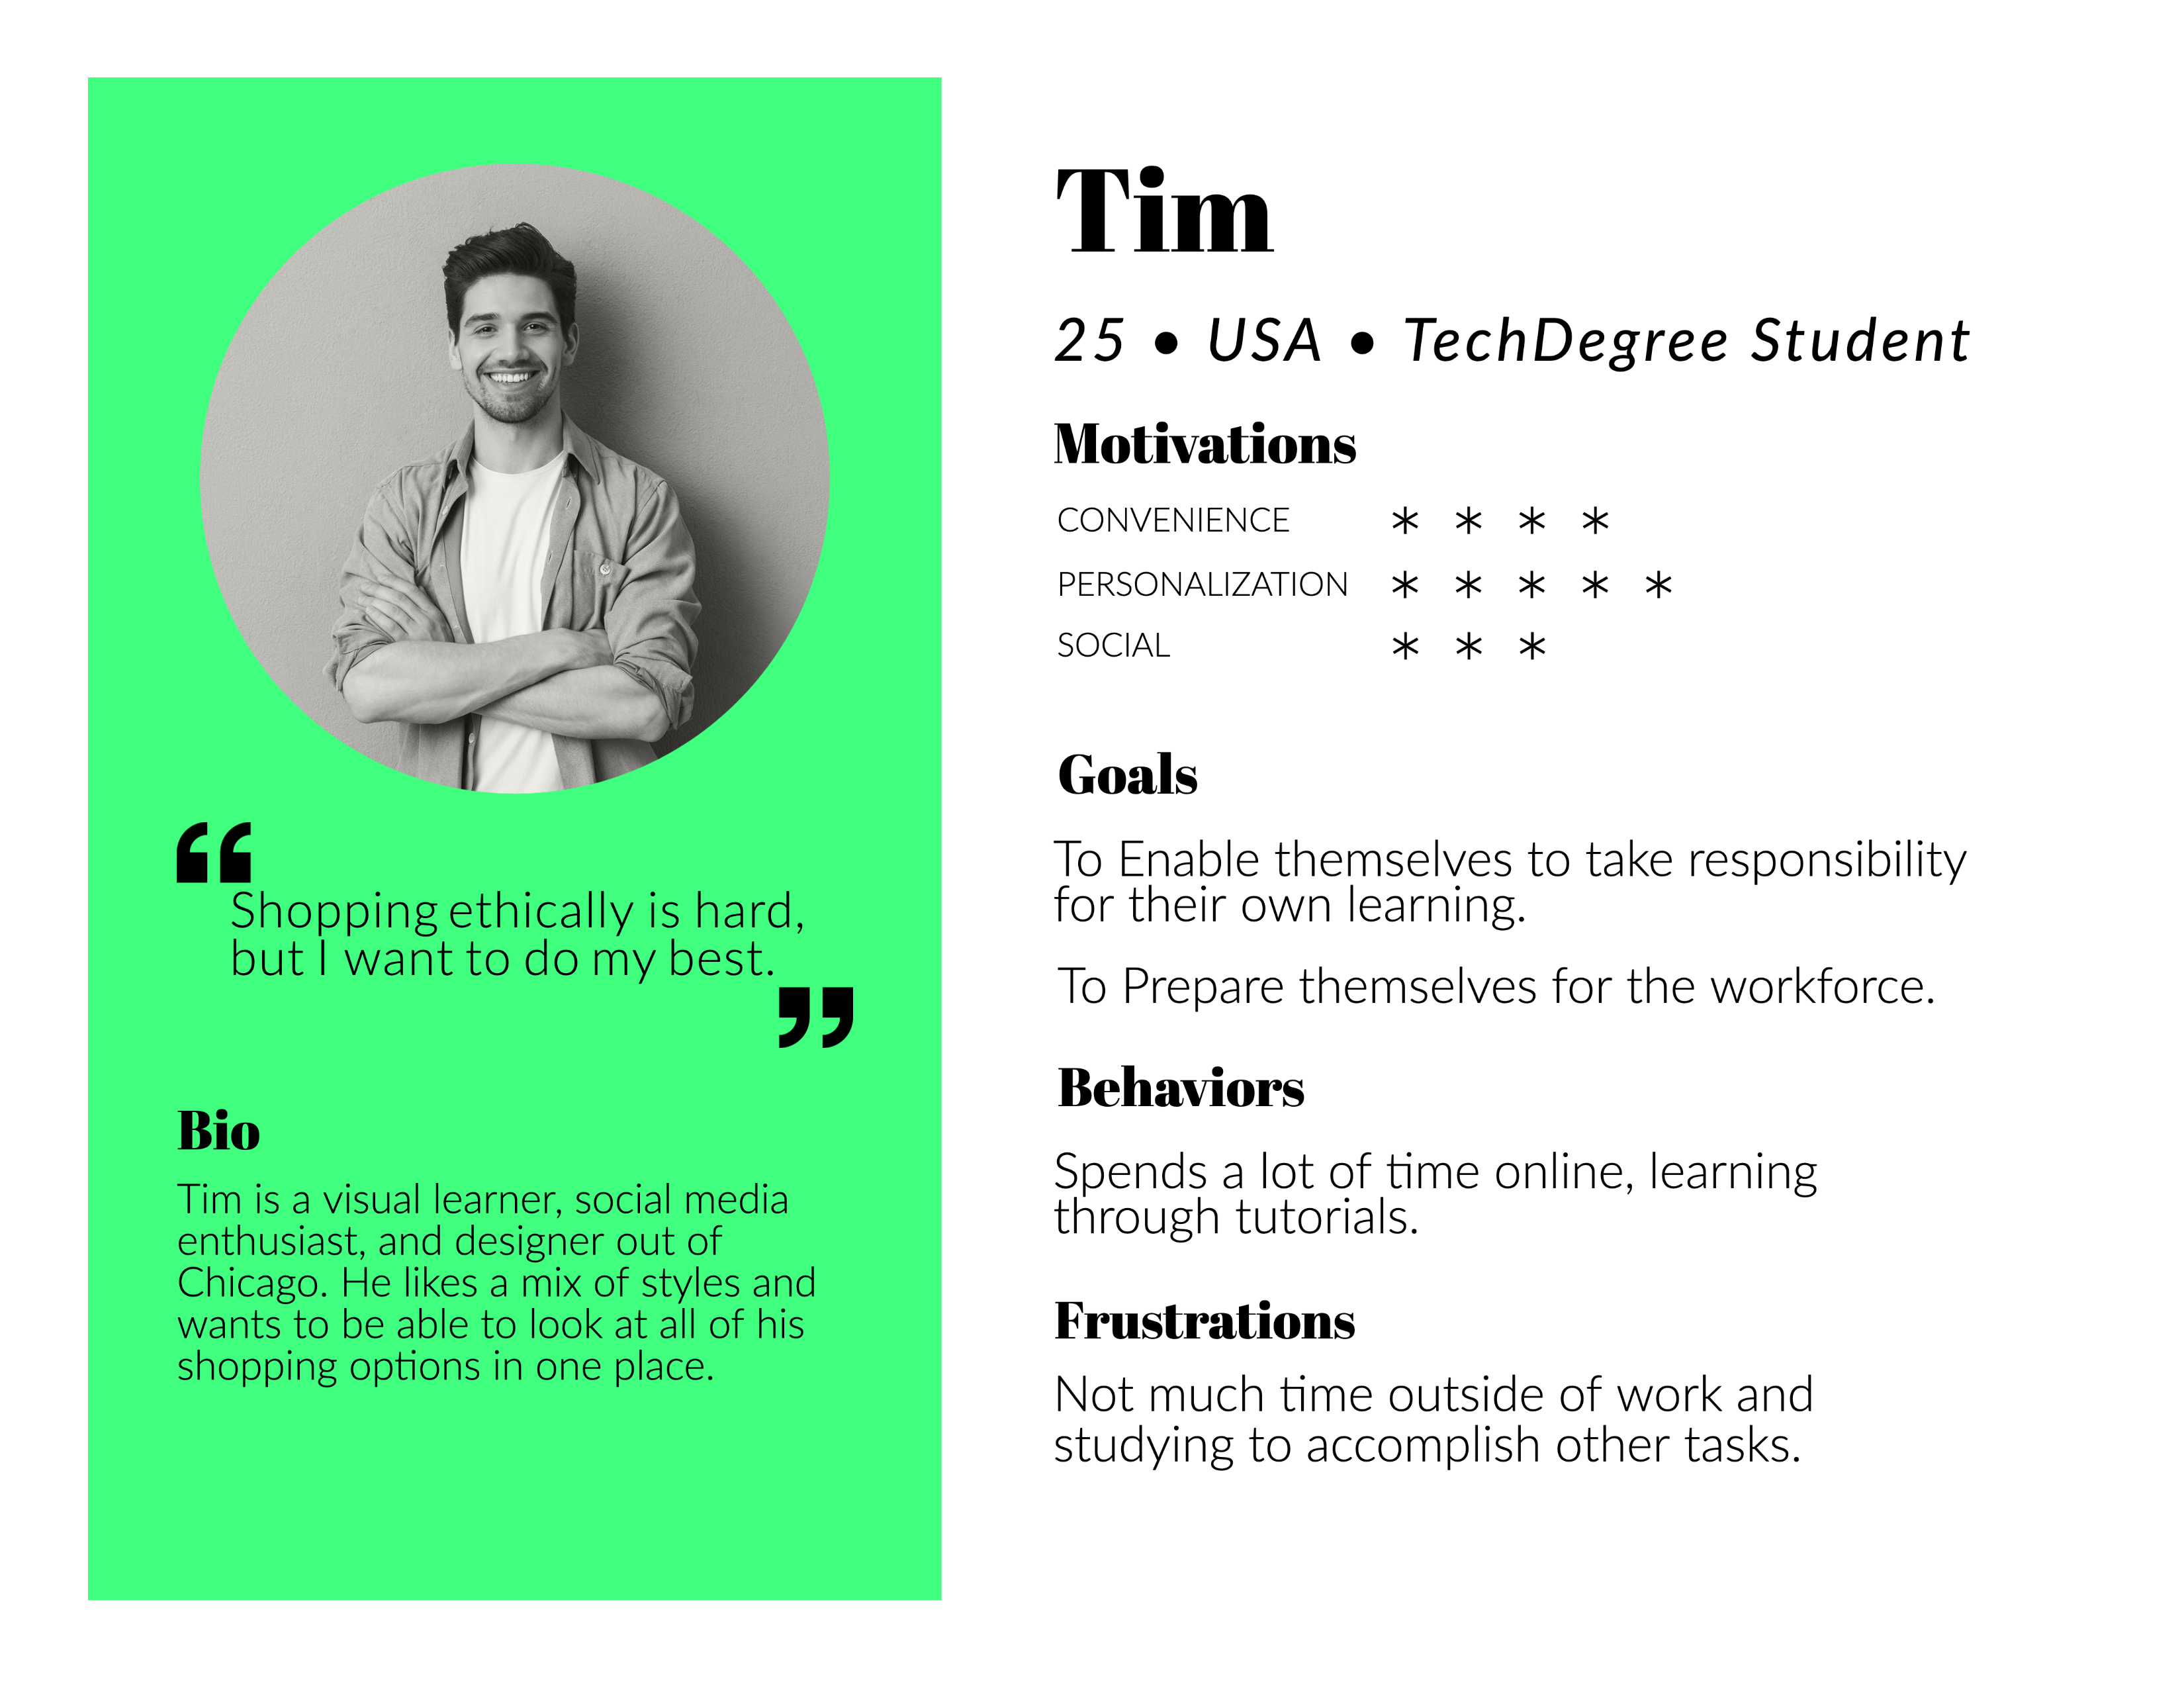 “
Shopping ethically is hard,
but I want to do my best.
”
Bio
Tim is a visual learner, social media
enthusiast, and designer out of
Chicago. He likes a mix of styles and
wants to be able to look at all of his
shopping options in one place.
Tim
25 • USA • TechDegree Student
Motivations
CONVENIENCE * * * *
PERSONALIZATION * * * * *
SOCIAL * * *
Goals
To Enable themselves to take responsibility
for their own learning.
To Prepare themselves for the workforce.
Behaviors
Spends a lot of time online, learning
through tutorials.
Frustrations
Not much time outside of work and
studying to accomplish other tasks.